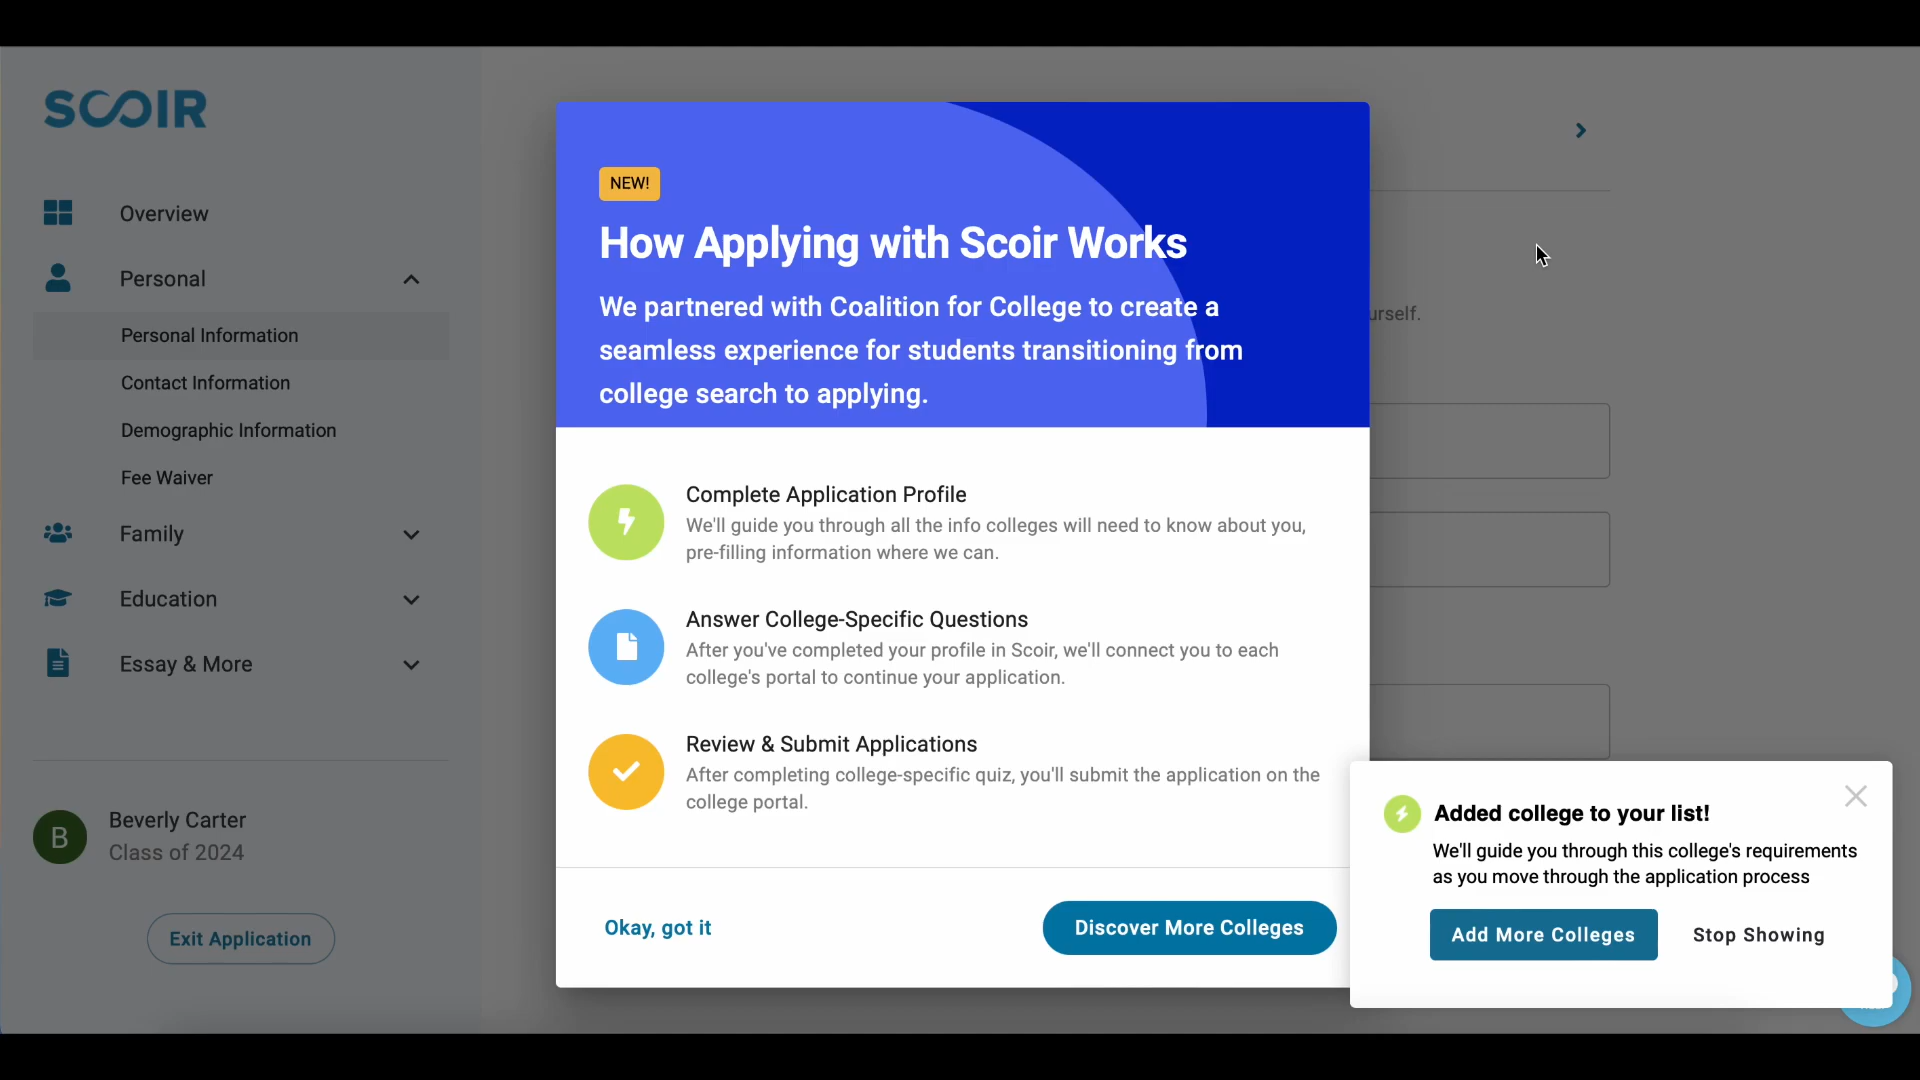 SCOIR
Overview
Personal
Personal Information
Contact Information
Demographic Information
Fee Waiver
Family
Education
Essay & More
B
Beverly Carter
Class of 2024
Exit Application
NEW!
How Applying with Scoir Works
We partnered with Coalition for College to create a
seamless experience for students transitioning from
college search to applying.
Complete Application Profile
We'll guide you through all the info colleges will need to know about you,
pre-filling information where we can.
Answer College-Specific Questions
After you've completed your profile in Scoir, we'll connect you to each
college's portal to continue your application.
Review & Submit Applications
After completing college-specific quiz, you'll submit the application on the
college portal.
Okay, got it
Discover More Colleges
urself.
Added college to your list!
We'll guide you through this college's requirements
as you move through the application process
Add More Colleges
Stop Showing